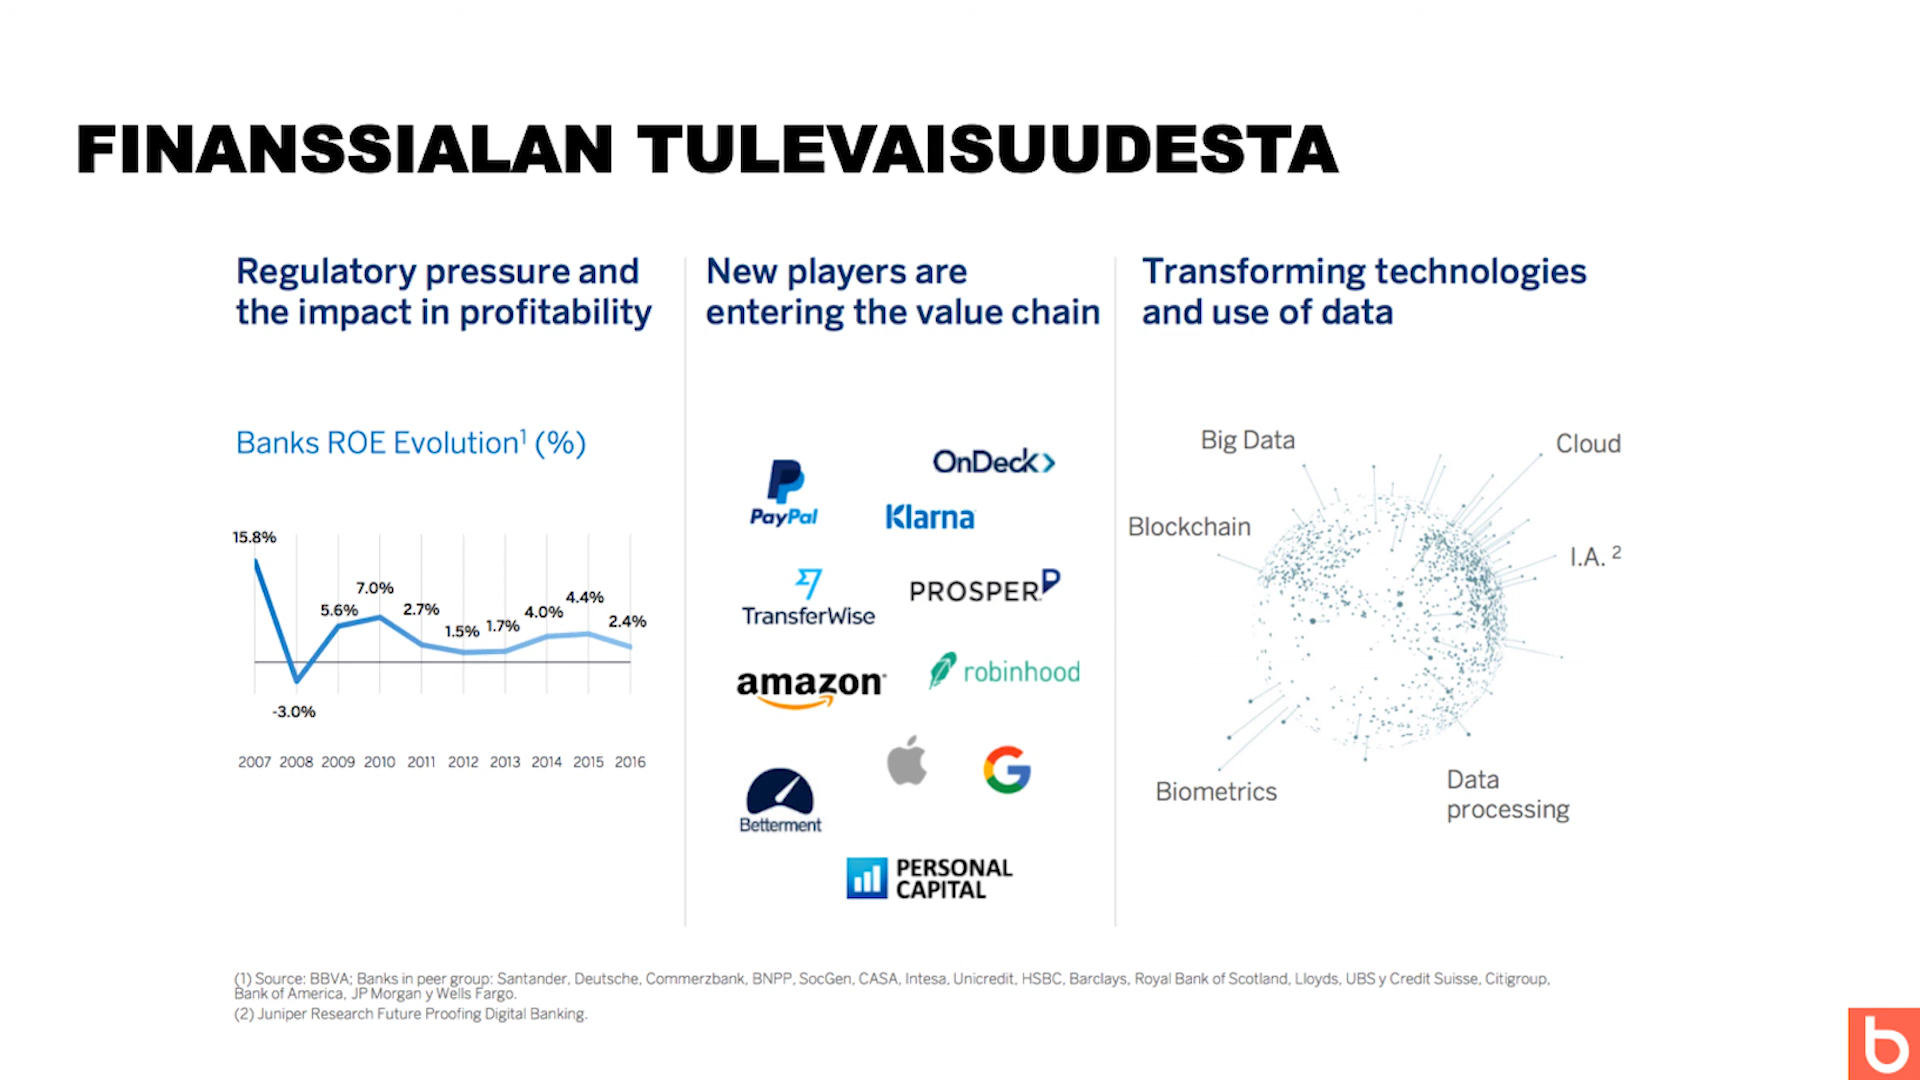 FINANSSIALAN TULEVAISUUDESTA
Regulatory pressure and
the impact in profitability
Banks ROE Evolution¹ (%)
15.8%
-3.0%
5.6%
7.0%
2.7%
1.5%
1.7%
4.0%
4.4%
2.4%
2007 2008 2009 2010 2011 2012 2013 2014 2015 2016
New players are
entering the value chain
PayPal
OnDeck
Klarna
TransferWise
PROSPER
amazon
robinhood
Betterment
PERSONAL
CAPITAL
Transforming technologies
and use of data
Big Data
Cloud
Blockchain
I.A. ²
Biometrics
Data
processing
(1) Source: BBVA; Banks in peer group: Santander, Deutsche, Commerzbank, BNPP, SocGen, CASA, Intesa, Unicredit, HSBC, Barclays, Royal Bank of Scotland, Lloyds, UBS y Credit Suisse, Citigroup,
Bank of America, JP Morgan y Wells Fargo.
(2) Juniper Research Future Proofing Digital Banking.
b